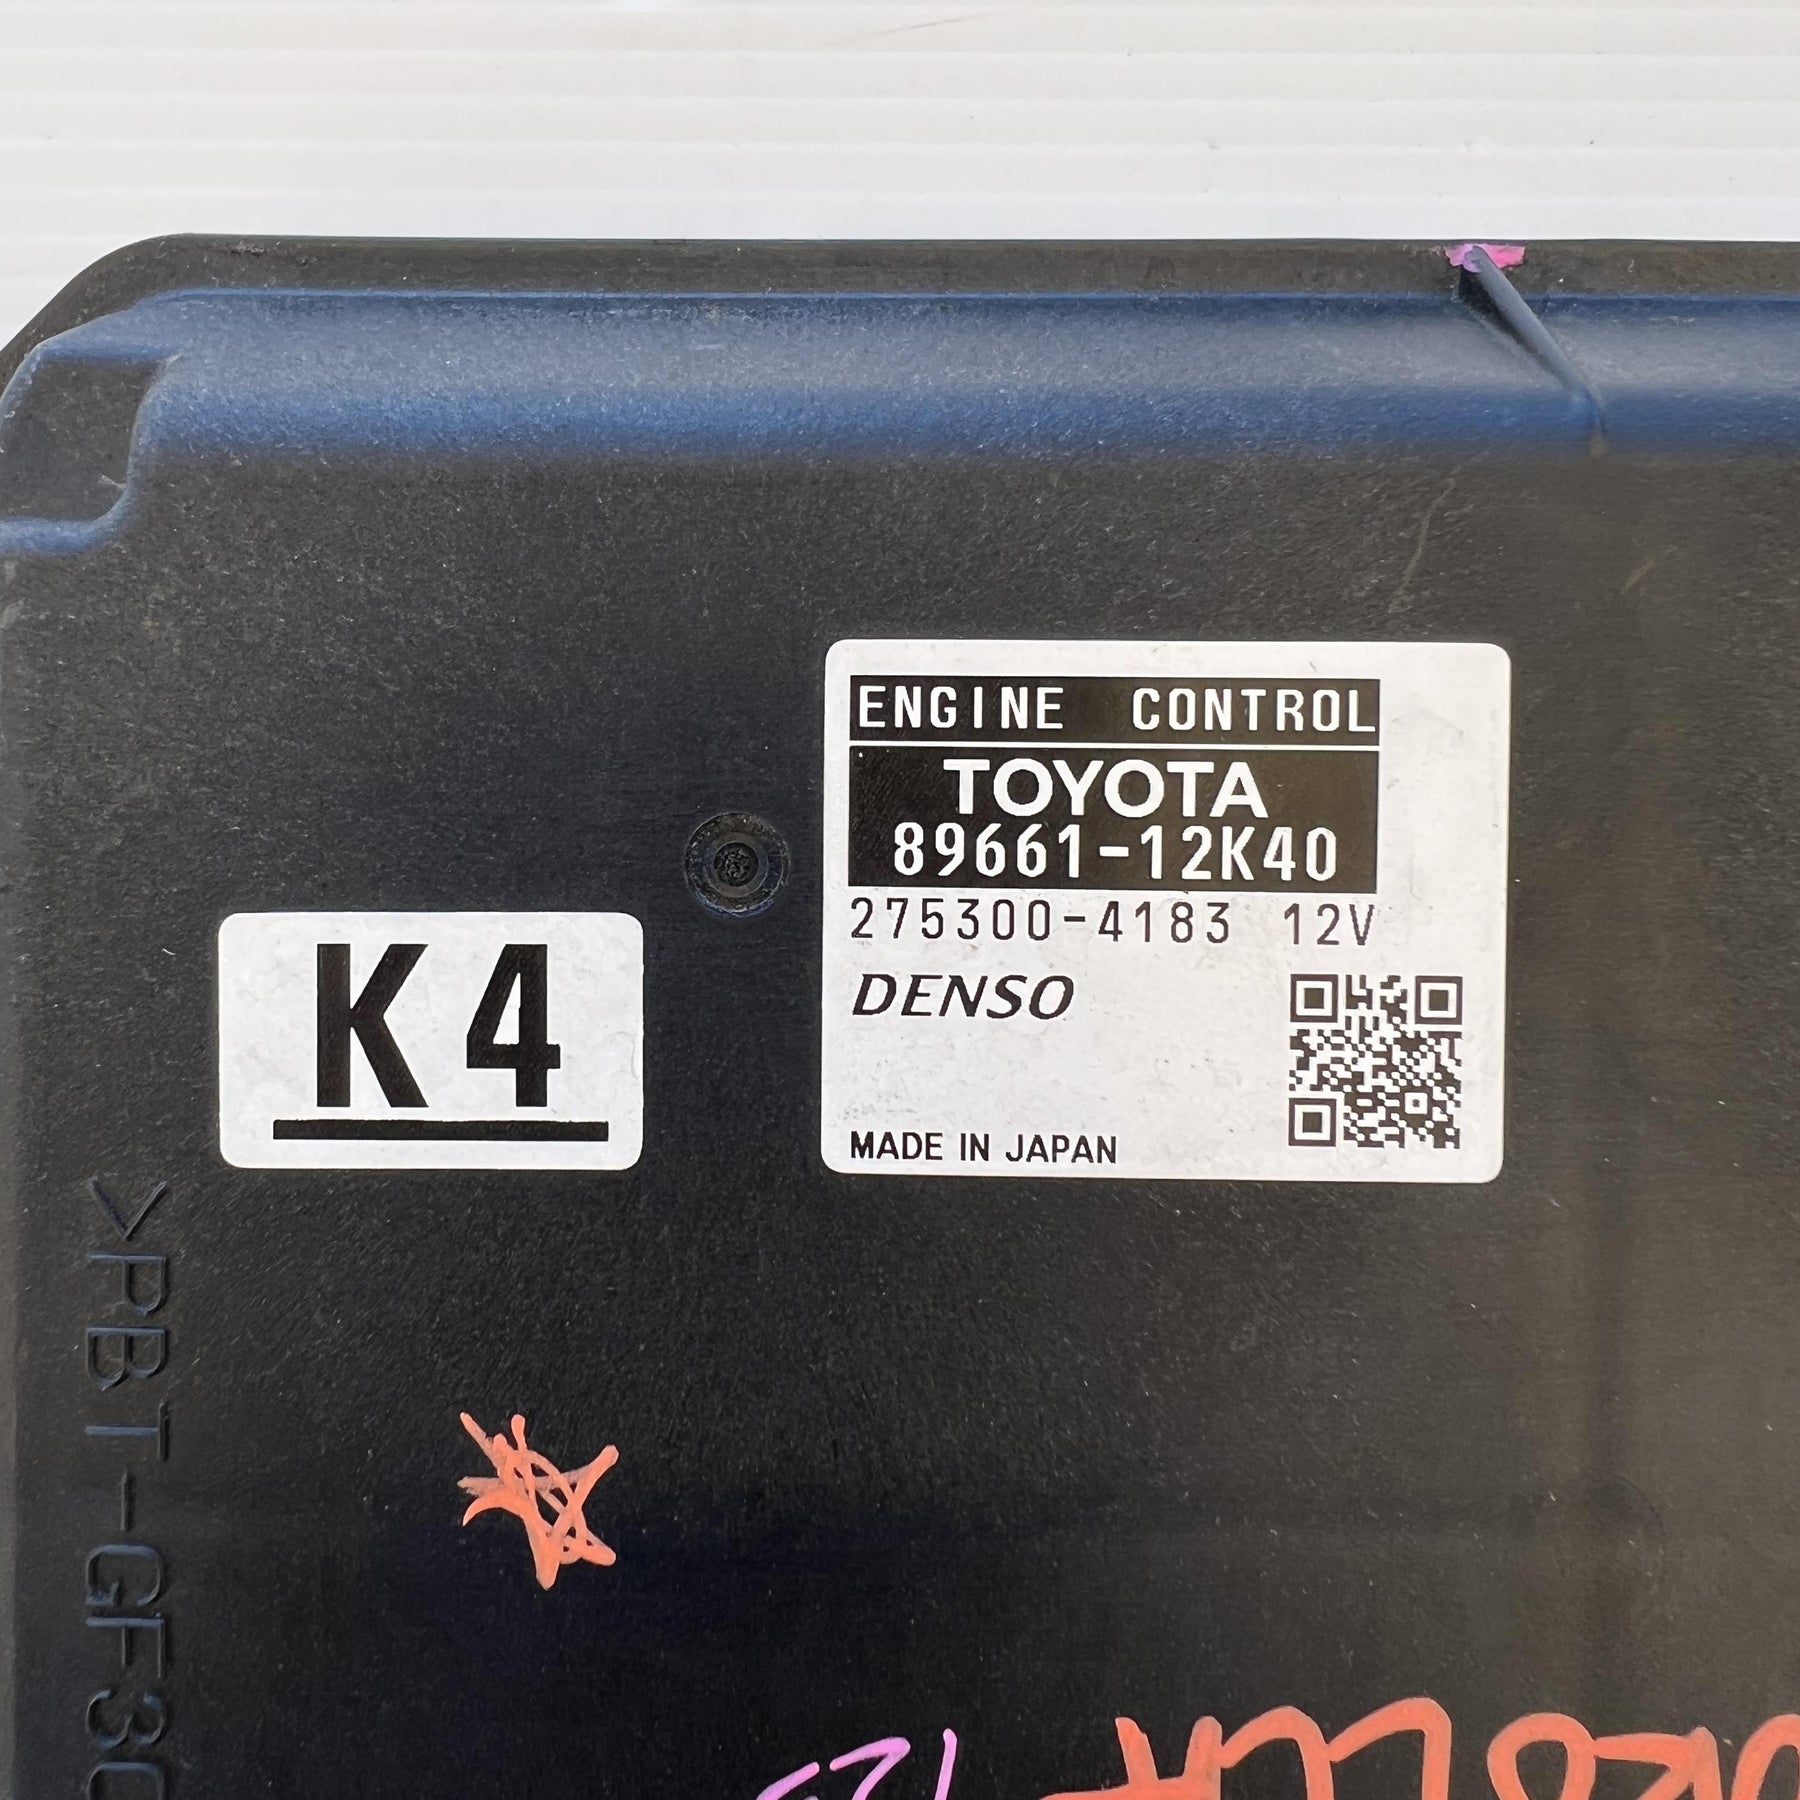 ENGINE CONTROL
TOYOTA
89661-12K40
275300-4183 12V
DENSO
MADE IN JAPAN
K4
>PBT-GF30